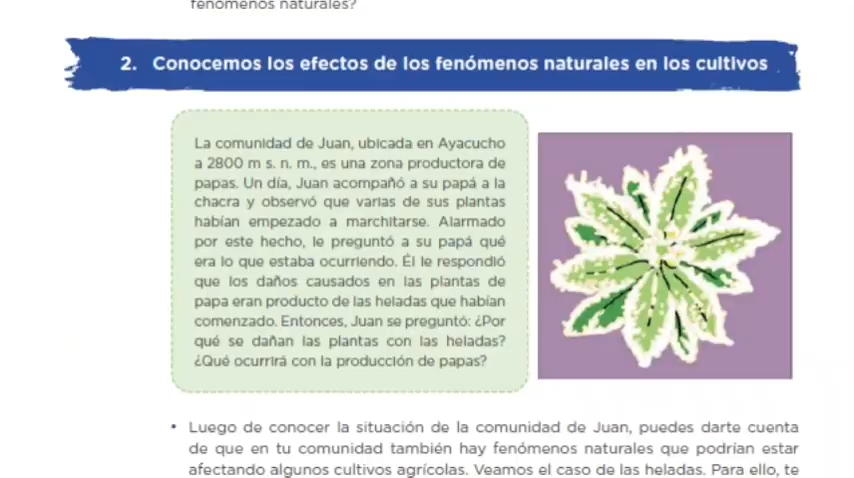 fenómenos naturales?
2. Conocemos los efectos de los fenómenos naturales en los cultivos
La comunidad de Juan, ubicada en Ayacucho
a 2800 m s. n. m., es una zona productora de
papas. Un día, Juan acompañó a su papá a la
chacra y observó que varias de sus plantas
habían empezado a marchitarse. Alarmado
por este hecho, le preguntó a su papá qué
era lo que estaba ocurriendo. Él le respondió
que los daños causados en las plantas de
papa eran producto de las heladas que habían
comenzado. Entonces, Juan se preguntó: ¿Por
qué se dañan las plantas con las heladas?
¿Qué ocurrirá con la producción de papas?
• Luego de conocer la situación de la comunidad de Juan, puedes darte cuenta
de que en tu comunidad también hay fenómenos naturales que podrían estar
afectando algunos cultivos agrícolas. Veamos el caso de las heladas. Para ello, te